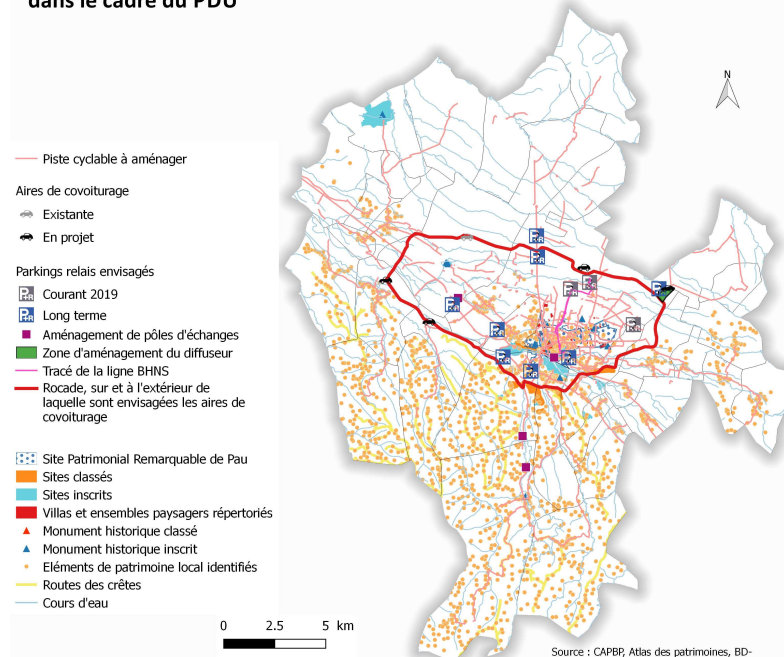 dans le cadre du PDU
N
Piste cyclable à aménager
Aires de covoiturage
Existante
En projet
Parkings relais envisagés
P+R Courant 2019
P+R Long terme
Aménagement de pôles d'échanges
Zone d'aménagement du diffuseur
Tracé de la ligne BHNS
Rocade, sur et à l'extérieur de
laquelle sont envisagées les aires de
covoiturage
Site Patrimonial Remarquable de Pau
Sites classés
Sites inscrits
Villas et ensembles paysagers répertoriés
Monument historique classé
Monument historique inscrit
Eléments de patrimoine local identifiés
Routes des crêtes
Cours d'eau
0 2.5 5 km
Source : CAPBP, Atlas des patrimoines, BD-